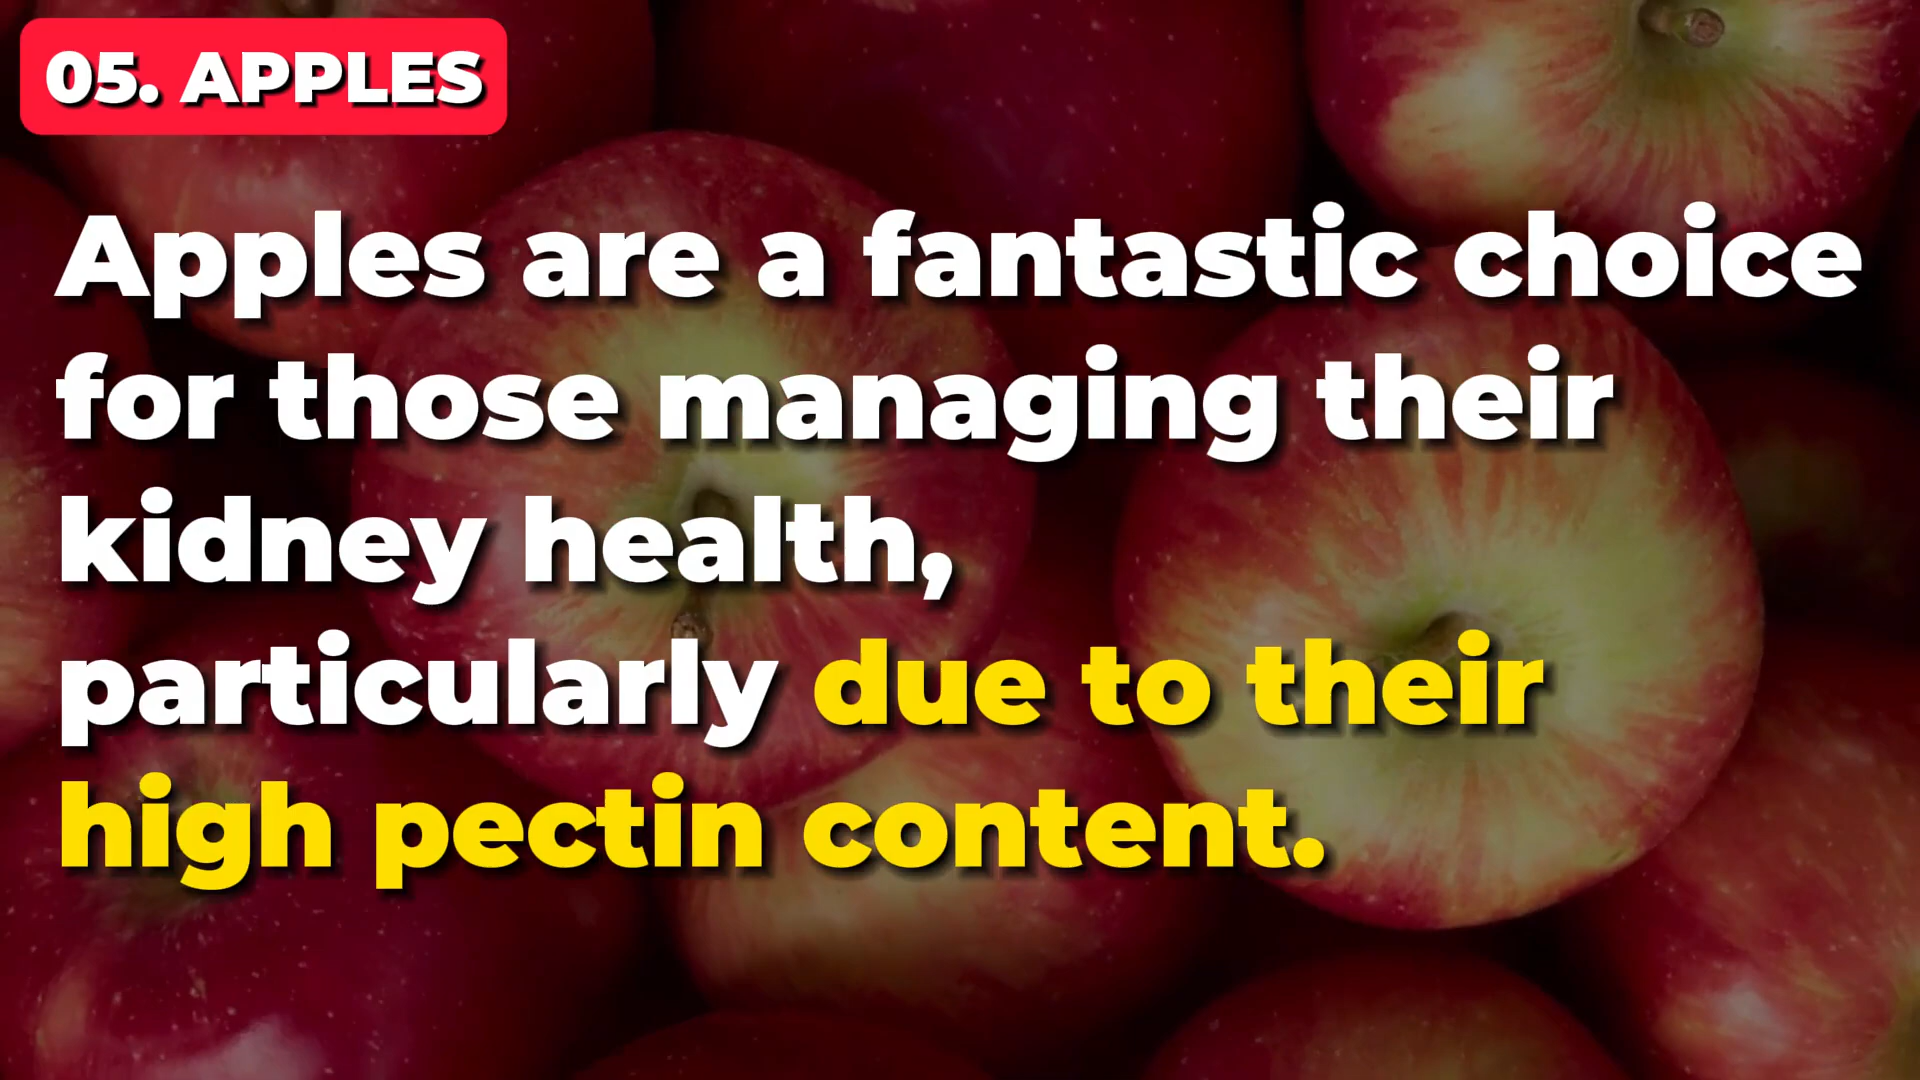 05. APPLES
Apples are a fantastic choice
for those managing their
kidney health,
particularly due to their
high pectin content.